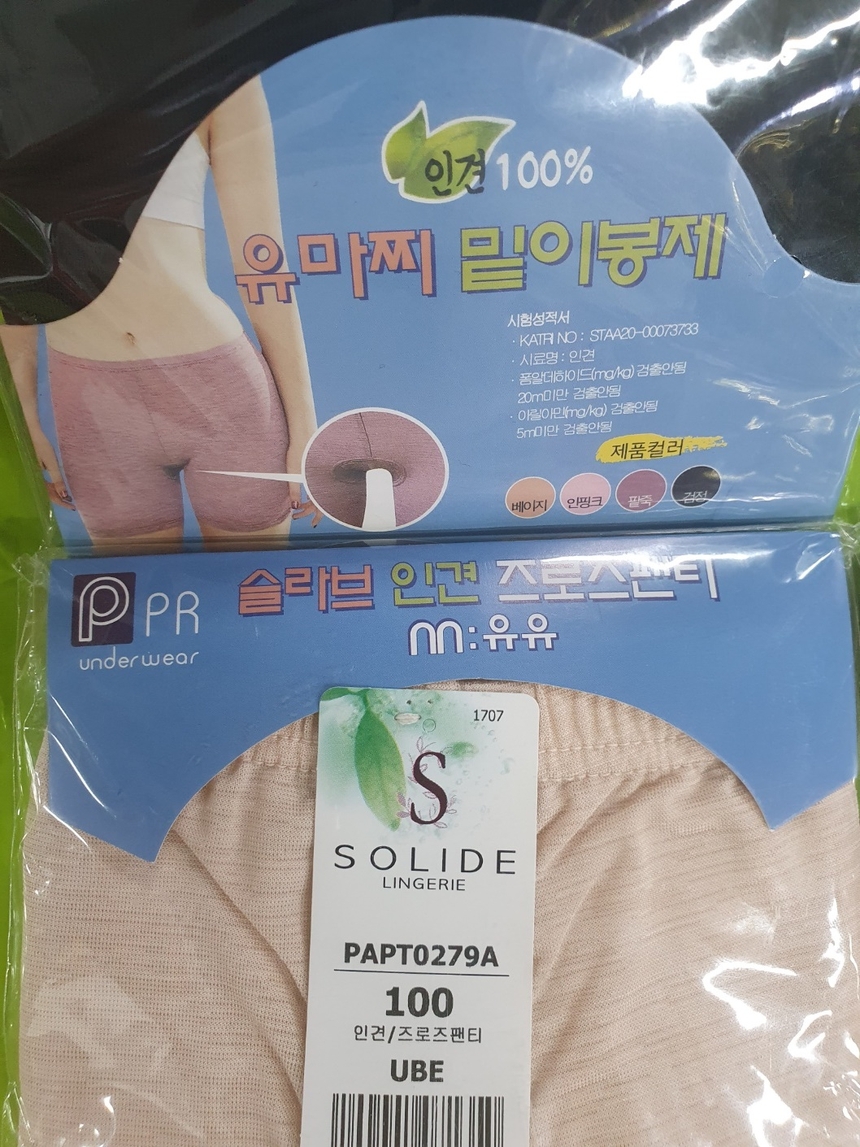 인견 100%
유마찌 밑이봉제
시험성적서
· KATRI NO : STAA20-00073733
· 시료명 : 인견
· 폼알데하이드(mg/kg) 검출안됨
20m미만 검출안됨
· 아릴아민(mg/kg) 검출안됨
5m미만 검출안됨
제품컬러
베이지 인핑크 팥죽 검정
P PR
underwear
슬라브 인견 즈로즈팬티
m:유유
1707
S
SOLIDE
LINGERIE
PAPT0279A
100
인견/즈로즈팬티
UBE